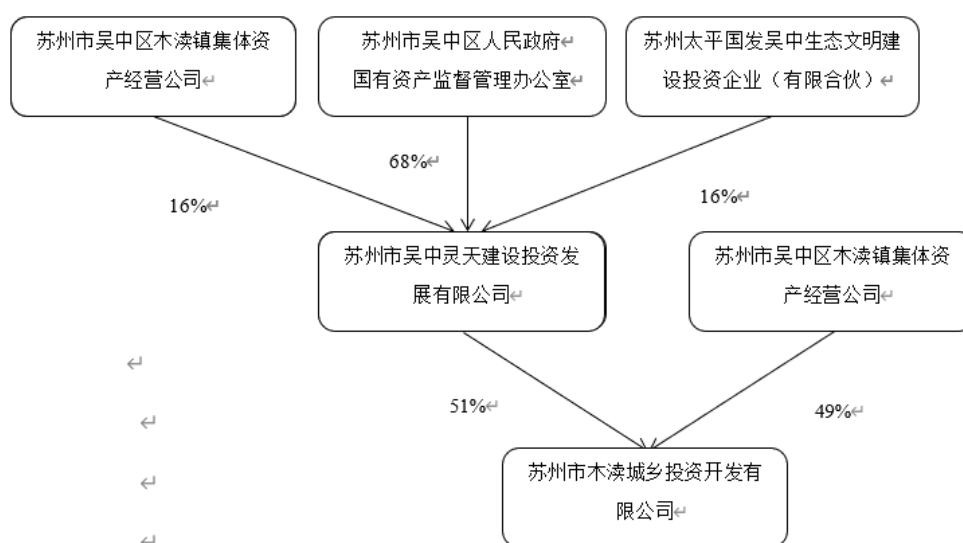 苏州市吴中区木渎镇集体资
产经营公司
苏州市吴中区人民政府
国有资产监督管理办公室
苏州太平国发吴中生态文明建
设投资企业（有限合伙）
68%
16%
16%
苏州市吴中灵天建设投资发
展有限公司
苏州市吴中区木渎镇集体资
产经营公司
51%
49%
苏州市木渎城乡投资开发有
限公司